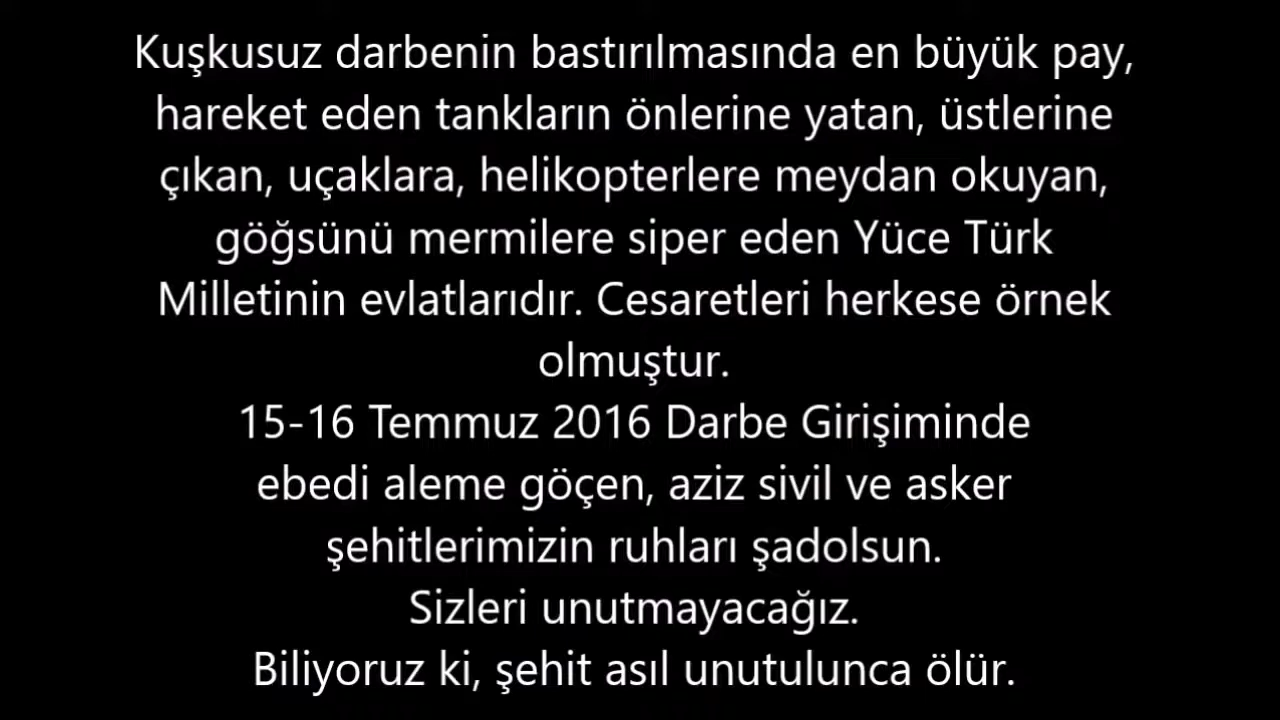 Kuşkusuz darbenin bastırılmasında en büyük pay,
hareket eden tankların önlerine yatan, üstlerine
çıkan, uçaklara, helikopterlere meydan okuyan,
göğsünü mermilere siper eden Yüce Türk
Milletinin evlatlarıdır. Cesaretleri herkese örnek
olmuştur.
15-16 Temmuz 2016 Darbe Girişiminde
ebedi aleme göçen, aziz sivil ve asker
şehitlerimizin ruhları şadolsun.
Sizleri unutmayacağız.
Biliyoruz ki, şehit asıl unutulunca ölür.